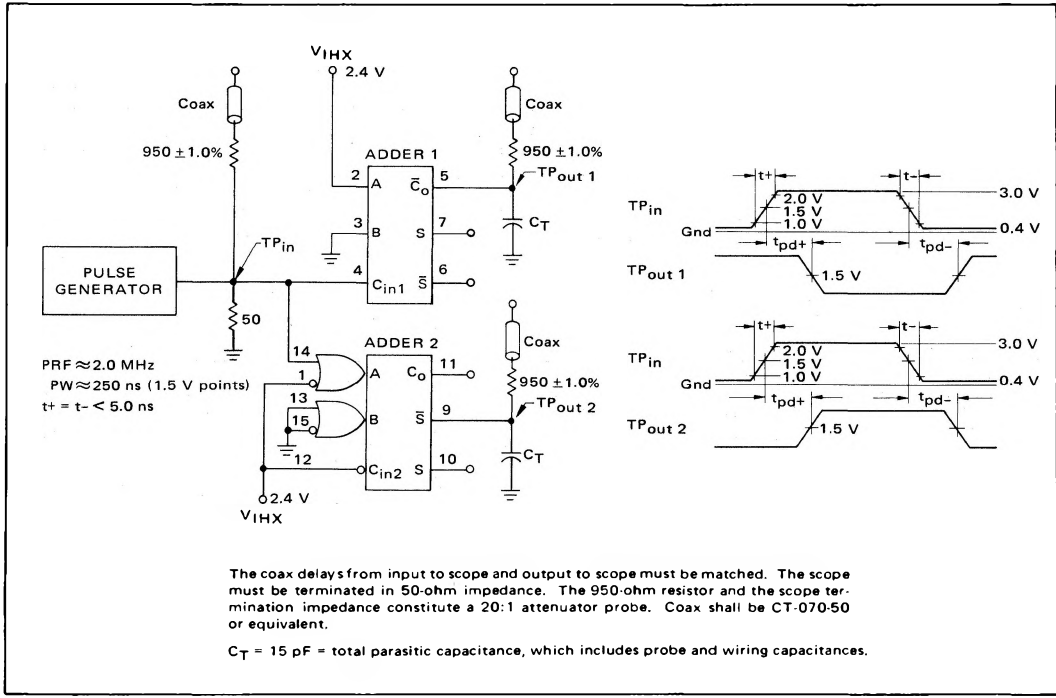 VIHX
2.4 V
Coax
950 ±1.0%
TPin
PULSE
GENERATOR
50
PRF ≈ 2.0 MHz
PW ≈ 250 ns (1.5 V points)
t+ = t- < 5.0 ns
ADDER 1
2
A
3
B
4
Cin1
5
C̅o
7
S
6
S̅
Coax
950 ±1.0%
TPout 1
CT
ADDER 2
14
1
A
13
15
B
12
Cin2
11
Co
9
S̅
10
S
Coax
950 ±1.0%
TPout 2
CT
2.4 V
VIHX
t+
t-
TPin
2.0 V
1.5 V
1.0 V
3.0 V
0.4 V
Gnd
tpd+
tpd-
TPout 1
1.5 V
t+
t-
TPin
2.0 V
1.5 V
1.0 V
3.0 V
0.4 V
Gnd
tpd+
tpd-
TPout 2
1.5 V
The coax delays from input to scope and output to scope must be matched. The scope
must be terminated in 50-ohm impedance. The 950-ohm resistor and the scope ter-
mination impedance constitute a 20:1 attenuator probe. Coax shall be CT-070-50
or equivalent.
CT = 15 pF = total parasitic capacitance, which includes probe and wiring capacitances.